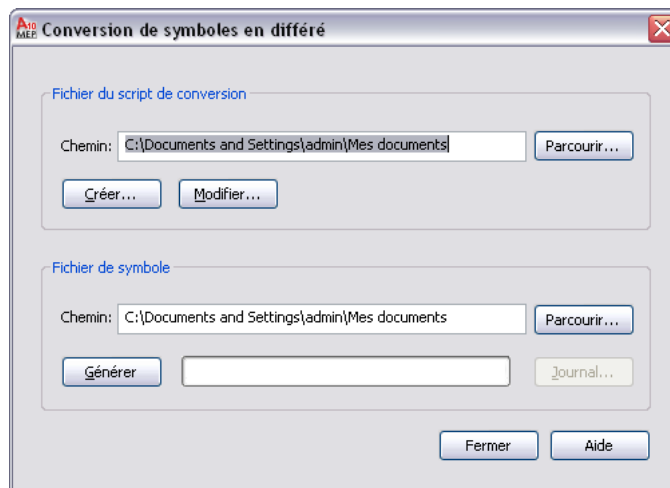 A10
MEP
Conversion de symboles en différé
Fichier du script de conversion
Chemin: C:\Documents and Settings\admin\Mes documents Parcourir...
Créer... Modifier...
Fichier de symbole
Chemin: C:\Documents and Settings\admin\Mes documents Parcourir...
Générer Journal...
Fermer Aide